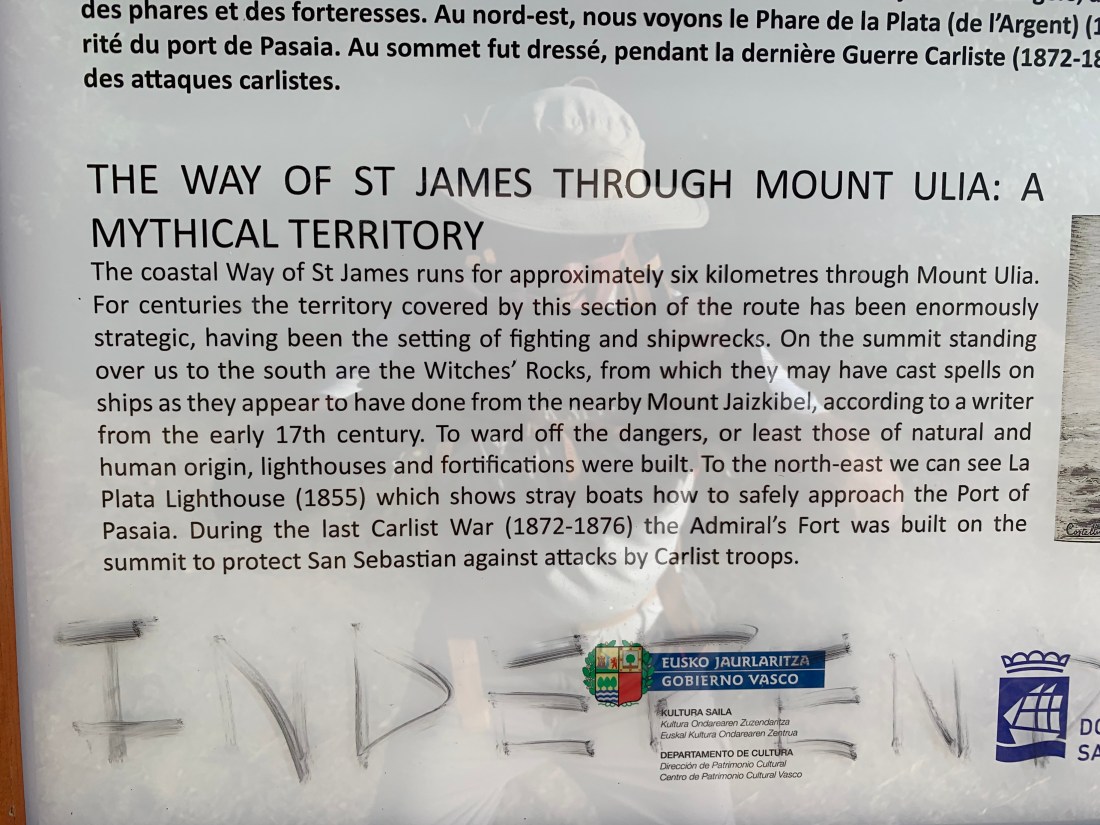 des phares et des forteresses. Au nord-est, nous voyons le Phare de la Plata (de l'Argent) (1
rité du port de Pasaia. Au sommet fut dressé, pendant la dernière Guerre Carliste (1872-18
des attaques carlistes.
THE WAY OF ST JAMES THROUGH MOUNT ULIA: A
MYTHICAL TERRITORY
The coastal Way of St James runs for approximately six kilometres through Mount Ulia.
For centuries the territory covered by this section of the route has been enormously
strategic, having been the setting of fighting and shipwrecks. On the summit standing
over us to the south are the Witches' Rocks, from which they may have cast spells on
ships as they appear to have done from the nearby Mount Jaizkibel, according to a writer
from the early 17th century. To ward off the dangers, or least those of natural and
human origin, lighthouses and fortifications were built. To the north-east we can see La
Plata Lighthouse (1855) which shows stray boats how to safely approach the Port of
Pasaia. During the last Carlist War (1872-1876) the Admiral's Fort was built on the
summit to protect San Sebastian against attacks by Carlist troops.
EUSKO JAURLARITZA
GOBIERNO VASCO
KULTURA SAILA
Kultura Ondarearen Zuzendaritza
Euskal Kultura Ondarearen Zentrua
DEPARTAMENTO DE CULTURA
Dirección de Patrimonio Cultural
Centro de Patrimonio Cultural Vasco
DO
SA